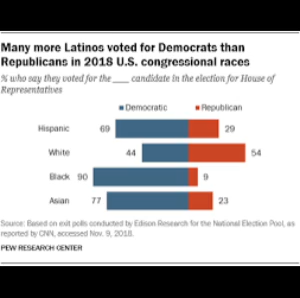 Many more Latinos voted for Democrats than
Republicans in 2018 U.S. congressional races
% who say they voted for the ___ candidate in the election for House of
Representatives
Democratic Republican
Hispanic 69 29
White 44 54
Black 90 9
Asian 77 23
Source: Based on exit polls conducted by Edison Research for the National Election Pool, as
reported by CNN, accessed Nov. 9, 2018.
PEW RESEARCH CENTER